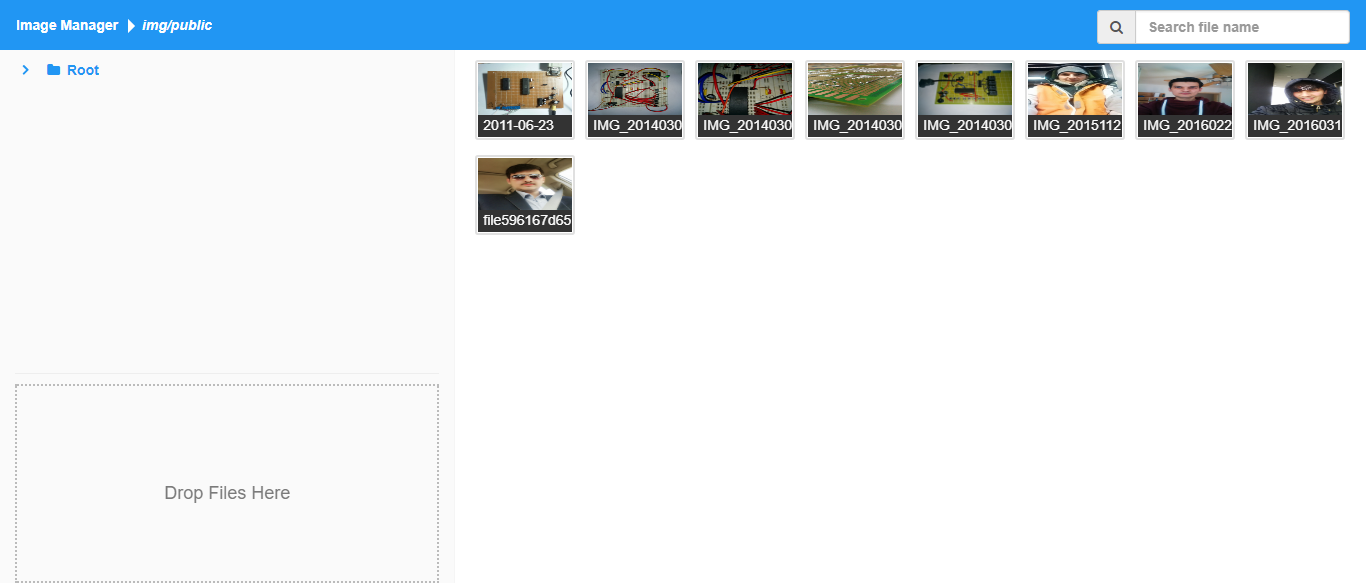 Image Manager img/public
Search file name
Root
2011-06-23
IMG_2014030
IMG_2014030
IMG_2014030
IMG_2014030
IMG_2015112
IMG_2016022
IMG_2016031
file596167d65
Drop Files Here